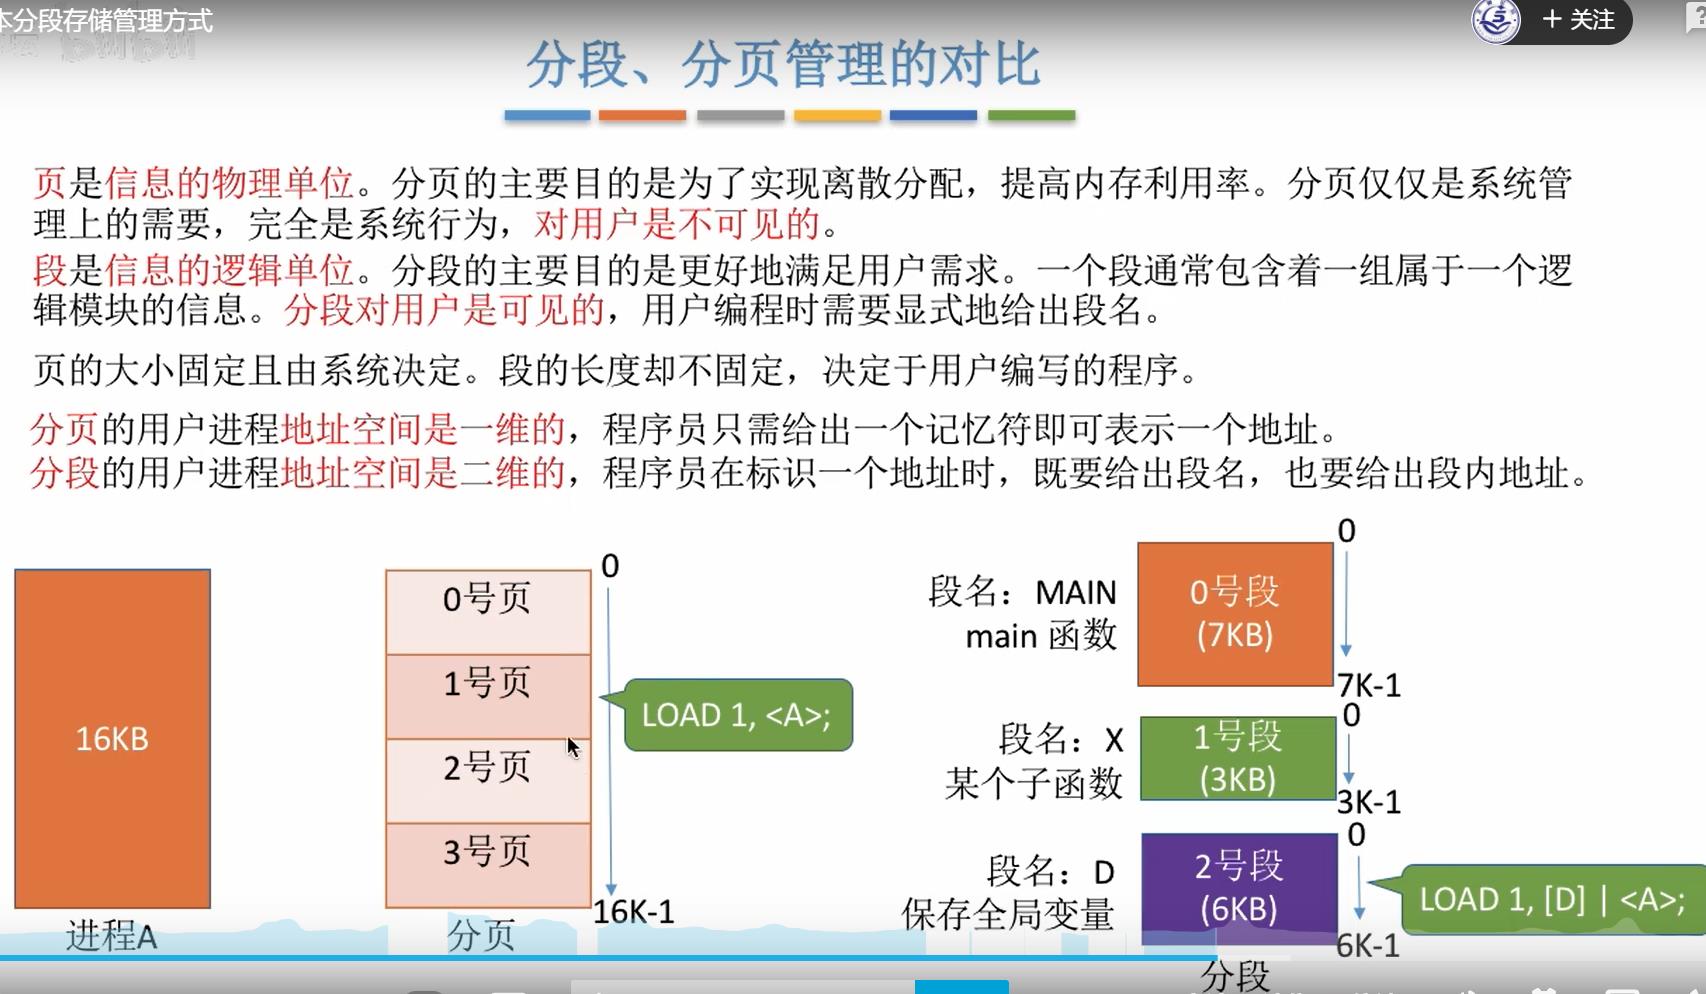 本分段存储管理方式
+ 关注
分段、分页管理的对比
页是信息的物理单位。分页的主要目的是为了实现离散分配，提高内存利用率。分页仅仅是系统管
理上的需要，完全是系统行为，对用户是不可见的。
段是信息的逻辑单位。分段的主要目的是更好地满足用户需求。一个段通常包含着一组属于一个逻
辑模块的信息。分段对用户是可见的，用户编程时需要显式地给出段名。
页的大小固定且由系统决定。段的长度却不固定，决定于用户编写的程序。
分页的用户进程地址空间是一维的，程序员只需给出一个记忆符即可表示一个地址。
分段的用户进程地址空间是二维的，程序员在标识一个地址时，既要给出段名，也要给出段内地址。
16KB
进程A
0号页
1号页
2号页
3号页
分页
0
LOAD 1, <A>;
16K-1
段名：MAIN
main 函数
0号段
(7KB)
0
7K-1
段名：X
某个子函数
1号段
(3KB)
0
3K-1
段名：D
保存全局变量
2号段
(6KB)
0
LOAD 1, [D] | <A>;
6K-1
分段